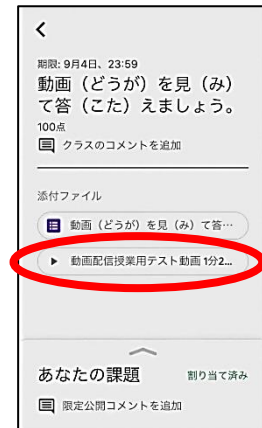 期限: 9月4日、23:59
動画（どうが）を見（み）
て答（こた）えましょう。
100点
クラスのコメントを追加
添付ファイル
動画（どうが）を見（み）て答…
動画配信授業用テスト動画 1分2...
あなたの課題
割り当て済み
限定公開コメントを追加